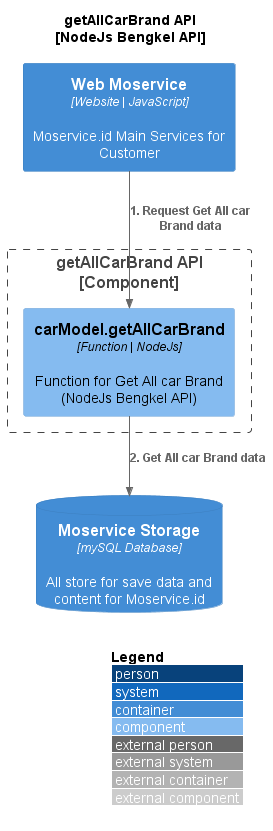 getAllCarBrand API
[NodeJs Bengkel API]
Web Moservice
[Website | JavaScript]
Moservice.id Main Services for
Customer
1. Request Get All car
Brand data
getAllCarBrand API
[Component]
carModel.getAllCarBrand
[Function | NodeJs]
Function for Get All car Brand
(NodeJs Bengkel API)
2. Get All car Brand data
Moservice Storage
[mySQL Database]
All store for save data and
content for Moservice.id
Legend
person
system
container
component
external person
external system
external container
external component